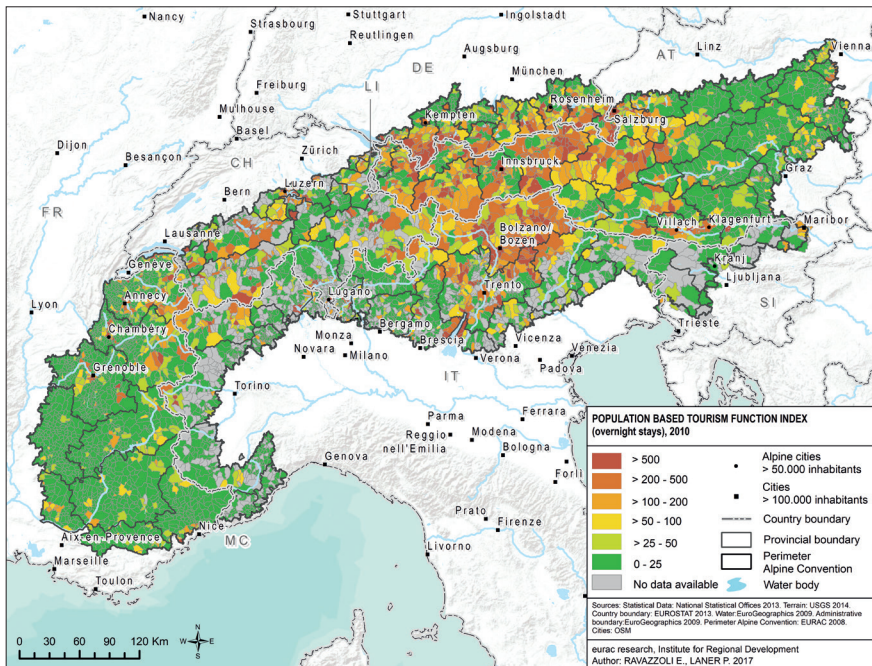 Nancy
Strasbourg
Stuttgart
Ingolstadt
Reutlingen
Augsburg
DE
AT
Linz
Vienna
LI
München
Freiburg
Rosenheim
Salzburg
Mulhouse
Kempten
Basel
Dijon
Zürich
Besançon
CH
Innsbruck
Luzern
Graz
Bern
FR
Villach
Klagenfurt
Maribor
Bolzano/
Bozen
Lausanne
Kranj
Genève
Ljubljana
Trento
Lugano
SI
Annecy
Lyon
Bergamo
Trieste
Chambéry
Monza
Brescia
Vicenza
Novara
Milano
Verona
Venezia
Padova
Grenoble
IT
Torino
Parma
Ferrara
Reggio
nell'Emilia
Modena
Bologna
Genova
Forlì
Prato
Firenze
Nice
MC
Aix-en-Provence
Livorno
Marseille
Toulon
0 20 40 80 120 Km
N
W E
S
POPULATION BASED TOURISM FUNCTION INDEX
(overnight stays), 2010
> 500
> 200 - 500
> 100 - 200
> 50 - 100
> 25 - 50
0 - 25
No data available
Alpine cities
> 50.000 inhabitants
Cities
> 100.000 inhabitants
Country boundary
Provincial boundary
Perimeter
Alpine Convention
Water body
Sources: Statistical Data: National Statistical Offices 2013. Terrain: USGS 2014.
Country boundary: EUROSTAT 2013. Water:EuroGeographics 2009. Administrative
boundary:EuroGeographics 2009. Perimeter Alpine Convention: EURAC 2008.
Cities: OSM
eurac research, Institute for Regional Development
Author: RAVAZZOLI E., LANER P. 2017